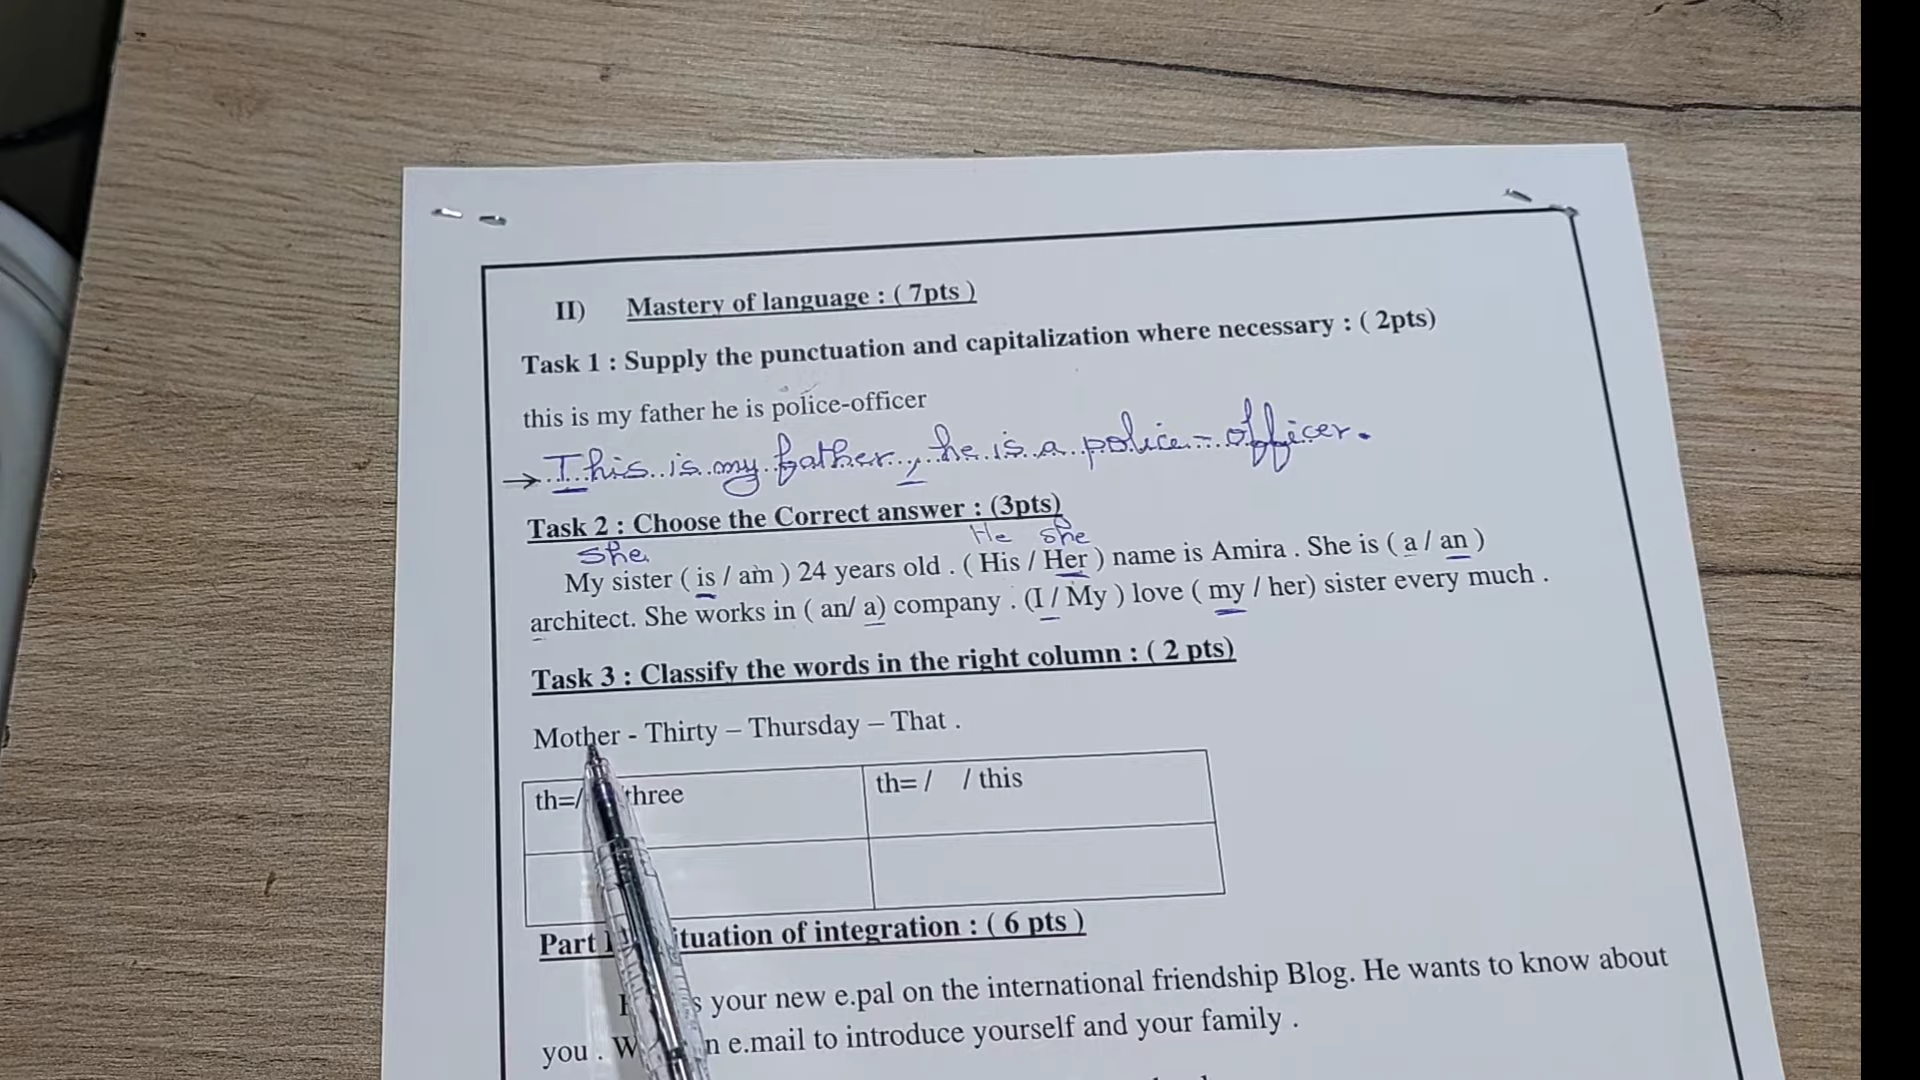 II) Mastery of language : ( 7pts )
Task 1 : Supply the punctuation and capitalization where necessary : ( 2pts)
this is my father he is police-officer
→ This is my father, he is a police-officer.
Task 2 : Choose the Correct answer : (3pts)
She He she
My sister ( is / am ) 24 years old . ( His / Her ) name is Amira . She is ( a / an )
architect. She works in ( an/ a) company . (I / My ) love ( my / her) sister every much .
Task 3 : Classify the words in the right column : ( 2 pts)
Mother - Thirty – Thursday – That .
th=/ three th= / / this
Part tuation of integration : ( 6 pts )
s your new e.pal on the international friendship Blog. He wants to know about
you . W n e.mail to introduce yourself and your family .